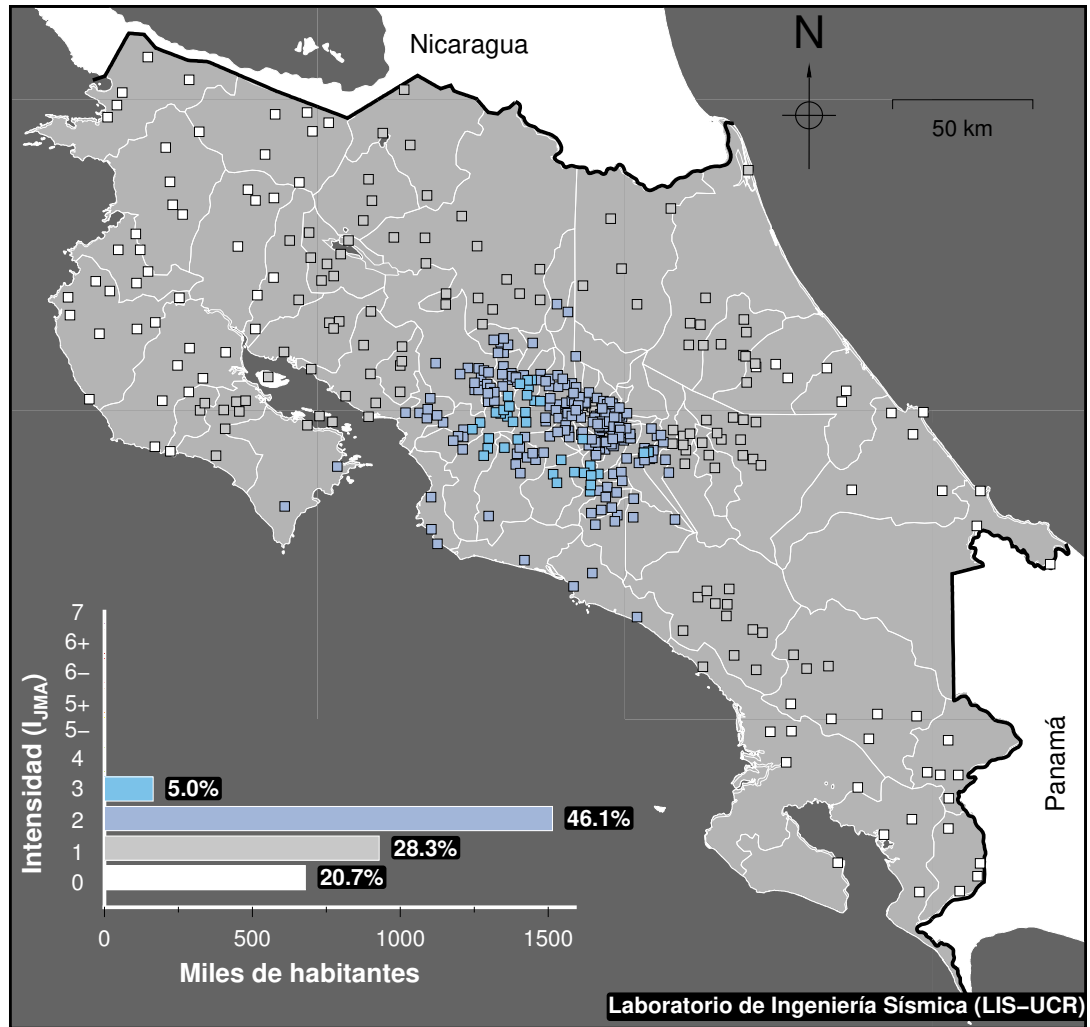 Nicaragua
N
50 km
Panamá
Intensidad (I_JMA)
7
6+
6−
5+
5−
4
3
5.0%
2
46.1%
1
28.3%
0
20.7%
0
500
1000
1500
Miles de habitantes
Laboratorio de Ingeniería Sísmica (LIS−UCR)